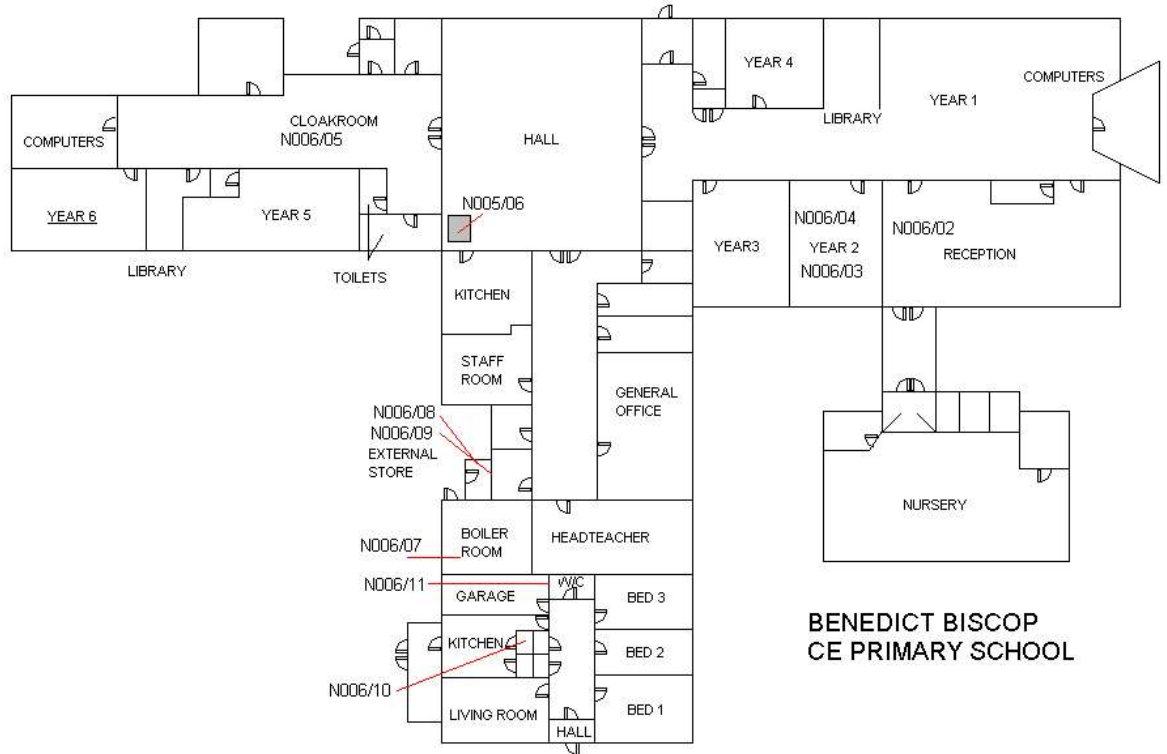 YEAR 4
COMPUTERS
YEAR 1
LIBRARY
CLOAKROOM
N006/05
COMPUTERS
HALL
YEAR 6
YEAR 5
N005/06
LIBRARY
TOILETS
YEAR3
N006/04
YEAR 2
N006/03
N006/02
RECEPTION
KITCHEN
STAFF
ROOM
GENERAL
OFFICE
N006/08
N006/09
EXTERNAL
STORE
NURSERY
BOILER
ROOM
HEADTEACHER
N006/07
N006/11
W/C
GARAGE
BED 3
KITCHEN
BED 2
N006/10
LIVING ROOM
BED 1
HALL
BENEDICT BISCOP
CE PRIMARY SCHOOL